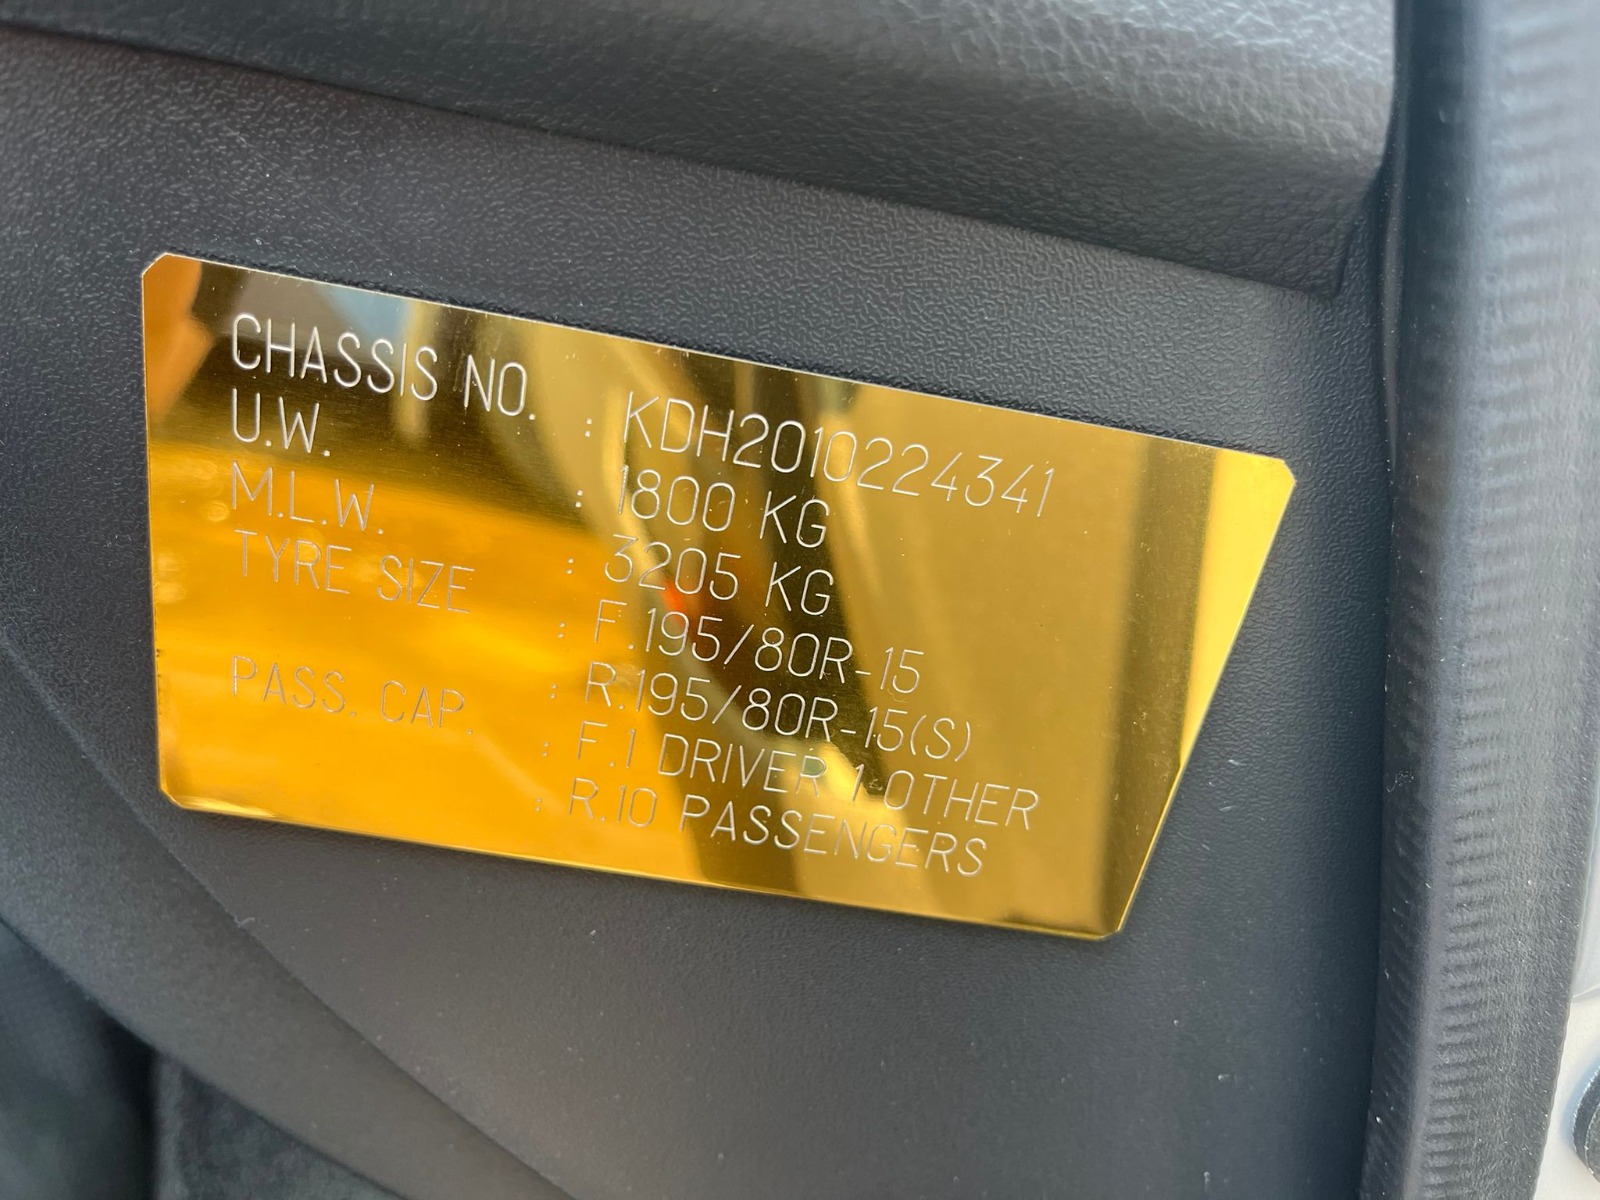 CHASSIS NO. : KDH2010224341
U.W. : 1800 KG
M.L.W. : 3205 KG
TYRE SIZE : F.195/80R-15
: R.195/80R-15(S)
PASS. CAP. : F.1 DRIVER 1 OTHER
: R.10 PASSENGERS